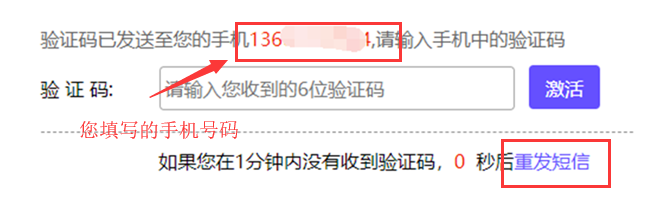 验证码已发送至您的手机136 4,请输入手机中的验证码
验 证 码: 请输入您收到的6位验证码 激活
您填写的手机号码
如果您在1分钟内没有收到验证码，0 秒后重发短信